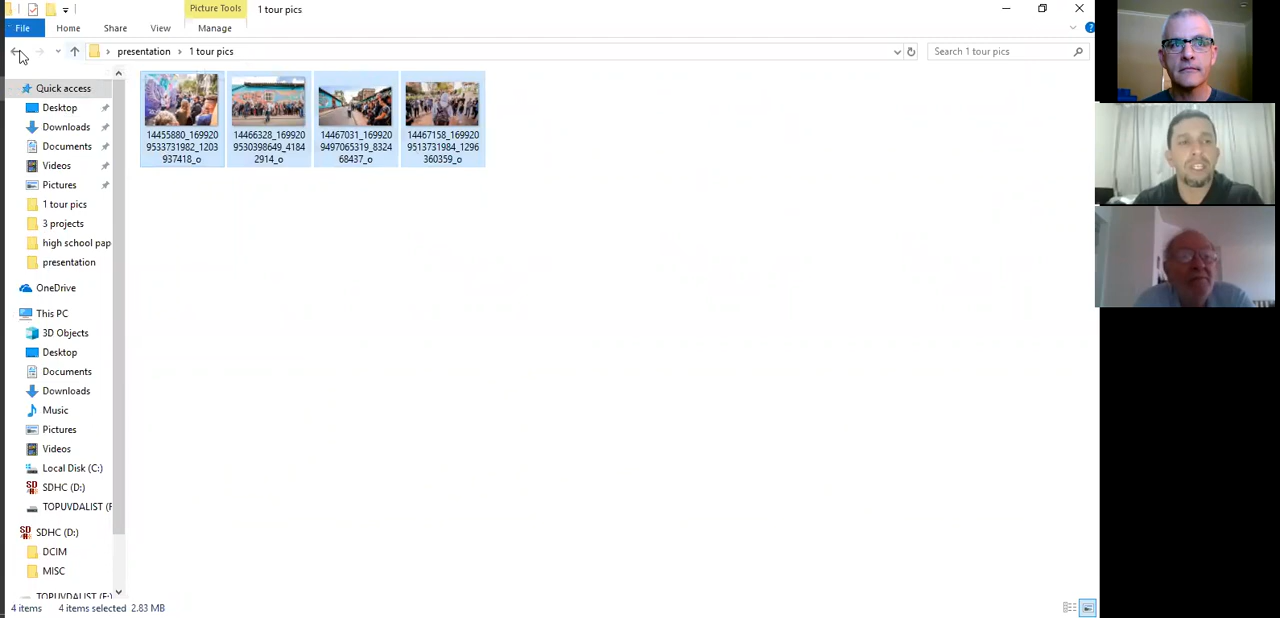 Picture Tools
1 tour pics
File
Home
Share
View
Manage
presentation
1 tour pics
Search 1 tour pics
Quick access
Desktop
Downloads
Documents
Videos
Pictures
1 tour pics
3 projects
high school pap
presentation
OneDrive
This PC
3D Objects
Desktop
Documents
Downloads
Music
Pictures
Videos
Local Disk (C:)
SDHC (D:)
TOPUVDALIST (F
SDHC (D:)
DCIM
MISC
TOPUVDALIST (F:)
14455880_169920
9533731982_1203
937418_o
14466328_169920
9530398649_4184
2914_o
14467031_169920
9497065319_8324
68437_o
14467158_169920
9513731984_1296
360359_o
4 items
4 items selected 2.83 MB